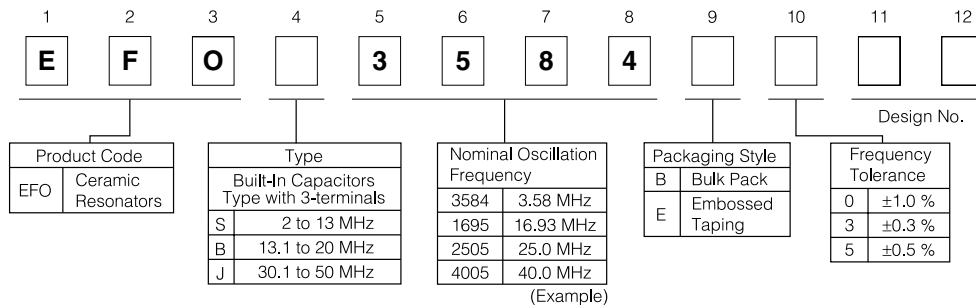 1 2 3 4 5 6 7 8 9 10 11 12
E F O 3 5 8 4
Design No.
Product Code
EFO Ceramic
Resonators
Type
Built-In Capacitors
Type with 3-terminals
S 2 to 13 MHz
B 13.1 to 20 MHz
J 30.1 to 50 MHz
Nominal Oscillation
Frequency
3584 3.58 MHz
1695 16.93 MHz
2505 25.0 MHz
4005 40.0 MHz
(Example)
Packaging Style
B Bulk Pack
E Embossed
Taping
Frequency
Tolerance
0 ±1.0 %
3 ±0.3 %
5 ±0.5 %